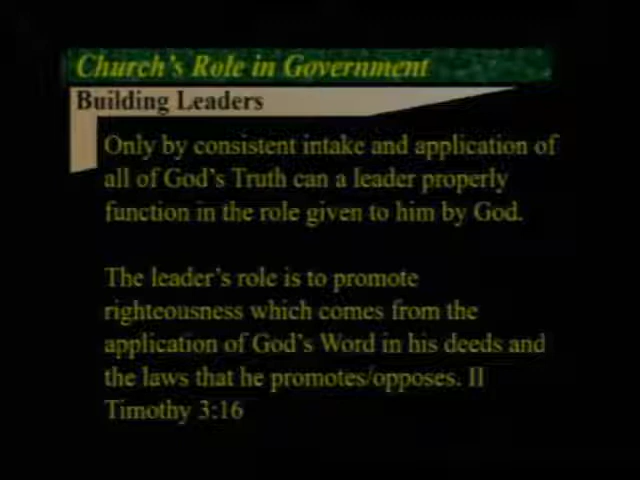 Church's Role in Government
Building Leaders
Only by consistent intake and application of
all of God's Truth can a leader properly
function in the role given to him by God.
The leader's role is to promote
righteousness which comes from the
application of God's Word in his deeds and
the laws that he promotes/opposes. II
Timothy 3:16